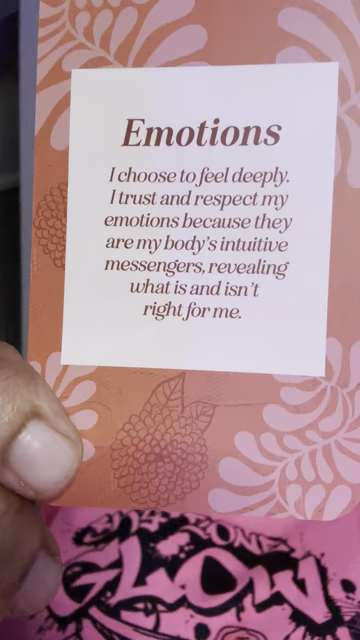 Emotions
I choose to feel deeply.
I trust and respect my
emotions because they
are my body's intuitive
messengers, revealing
what is and isn't
right for me.
GLOW